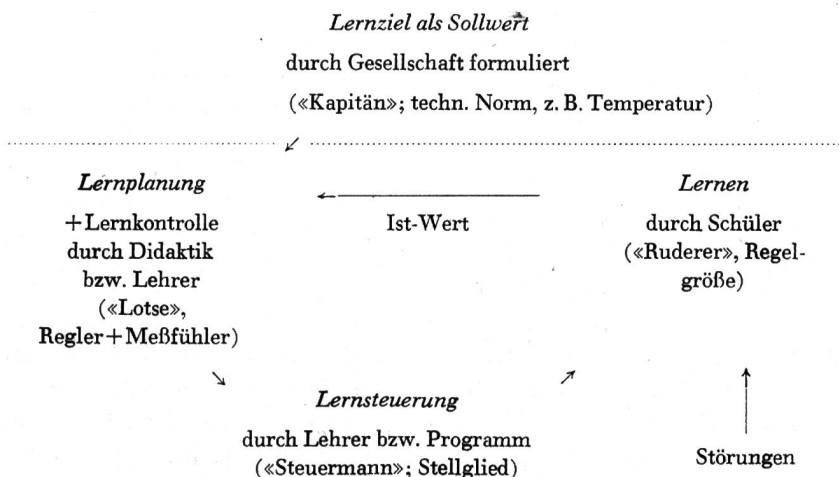 Lernziel als Sollwert
durch Gesellschaft formuliert
(«Kapitän»; techn. Norm, z. B. Temperatur)
Lernplanung
+Lernkontrolle
durch Didaktik
bzw. Lehrer
(«Lotse»,
Regler+Meßfühler)
Ist-Wert
Lernen
durch Schüler
(«Ruderer», Regel-
größe)
Lernsteuerung
durch Lehrer bzw. Programm
(«Steuermann»; Stellglied)
Störungen